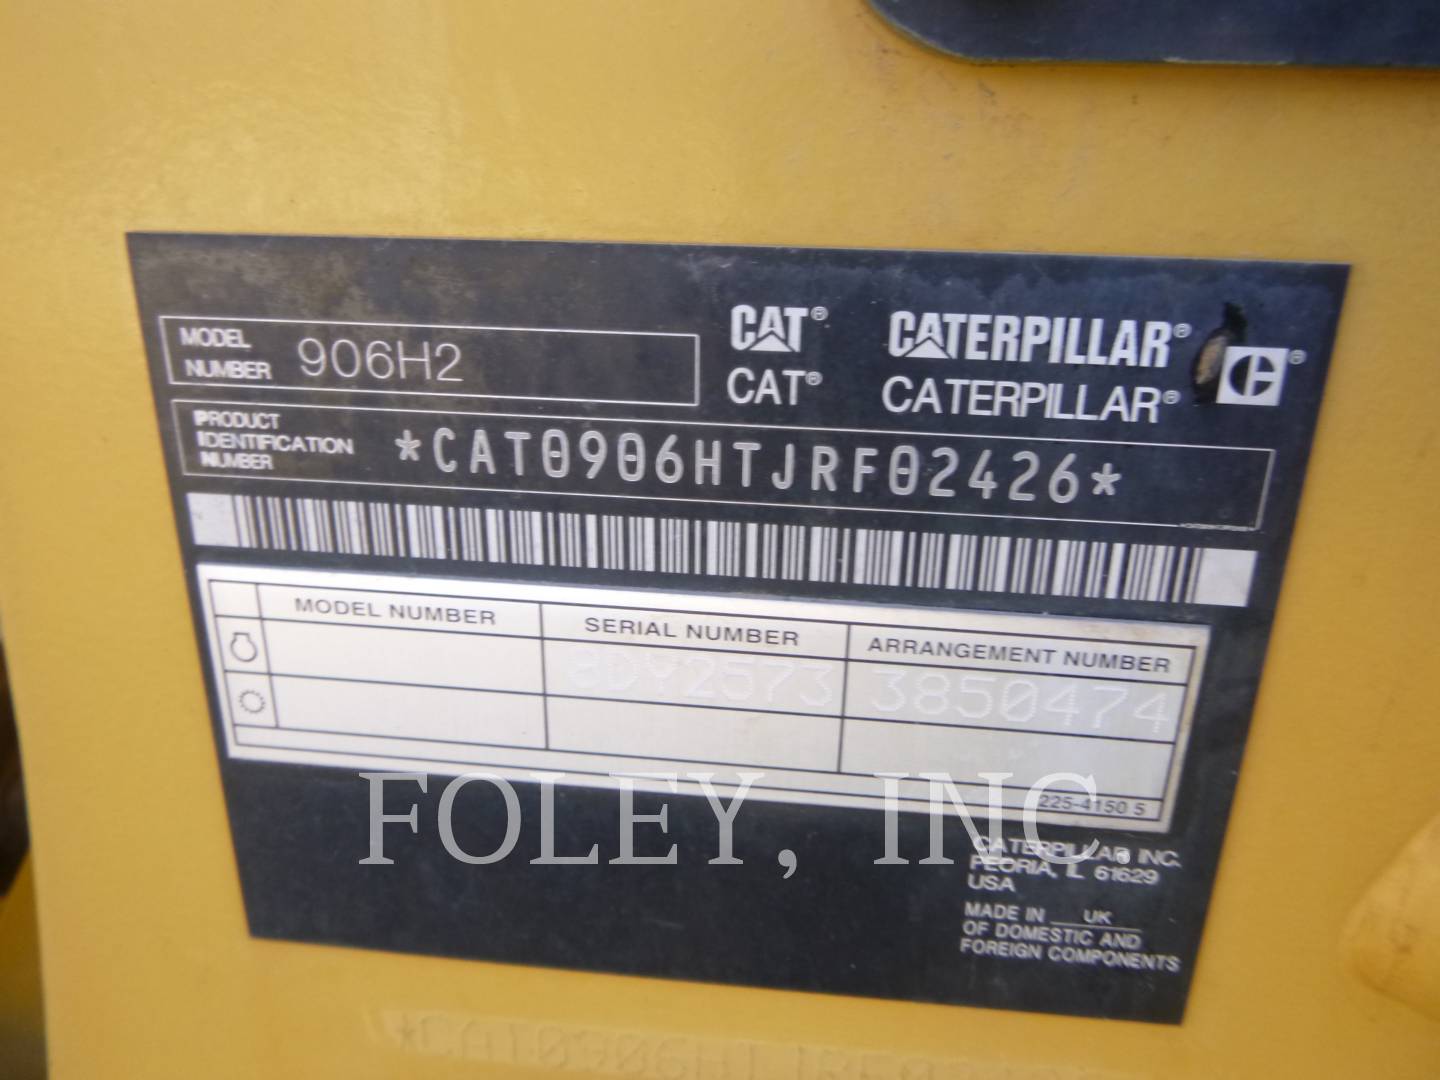 MODEL
NUMBER 906H2
CAT® CATERPILLAR®
CAT® CATERPILLAR®
PRODUCT
IDENTIFICATION
NUMBER
*CAT0906HTJRF02426*
MODEL NUMBER SERIAL NUMBER ARRANGEMENT NUMBER
8DY2573 3850474
225-4150 5
FOLEY, INC.
CATERPILLAR INC.
PEORIA, IL 61629
USA
MADE IN UK
OF DOMESTIC AND
FOREIGN COMPONENTS
*CAT0906HTJRF02